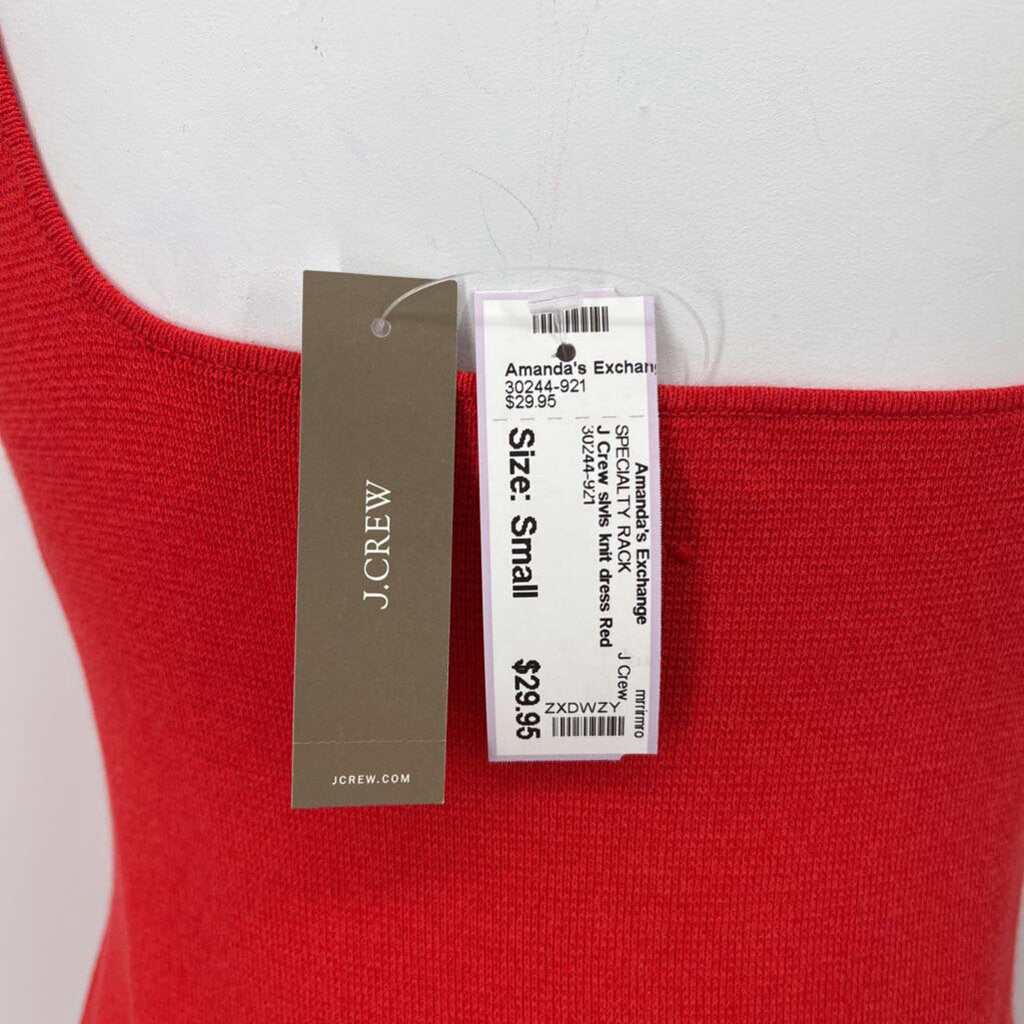 J.CREW
JCREW.COM
Amanda's Exchan
30244-921
$29.95
Amanda's Exchange
SPECIALTY RACK
J Crew slvls knit dress Red
30244-921
J Crew
Size: Small
$29.95
ZXDWZY